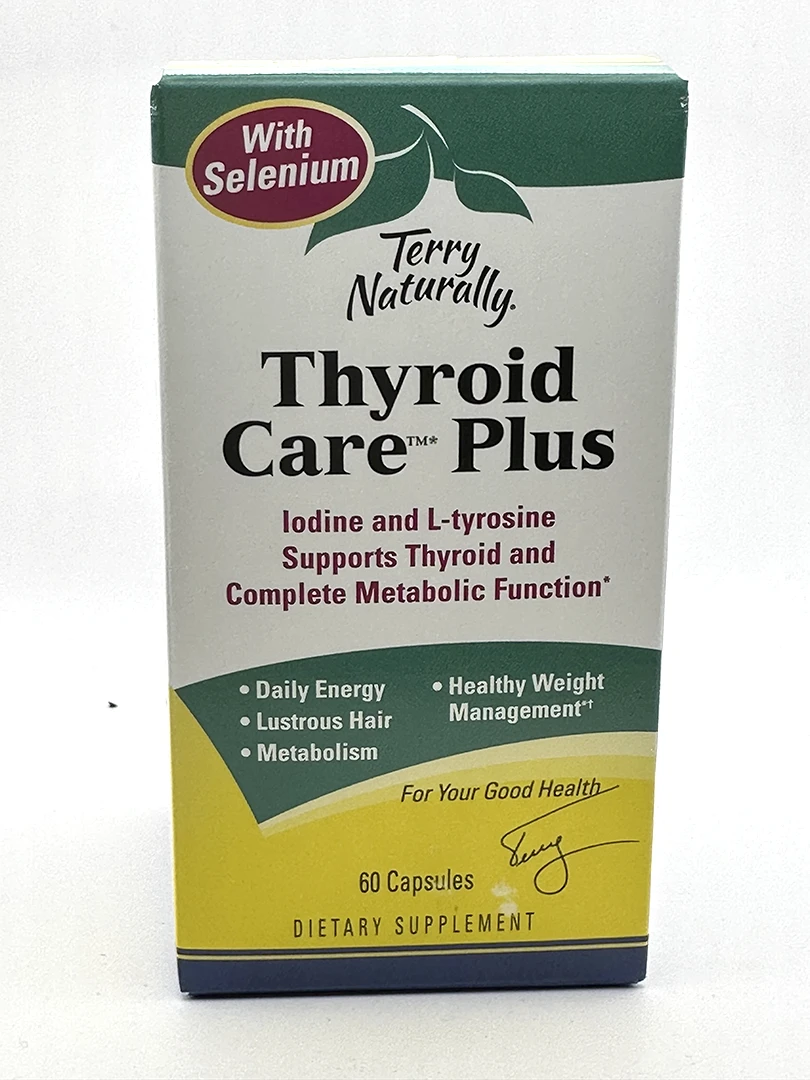 With
Selenium
Terry
Naturally®
Thyroid
Care™* Plus
Iodine and L-tyrosine
Supports Thyroid and
Complete Metabolic Function*
• Daily Energy
• Lustrous Hair
• Metabolism
• Healthy Weight
Management*†
For Your Good Health
Terry
60 Capsules
DIETARY SUPPLEMENT